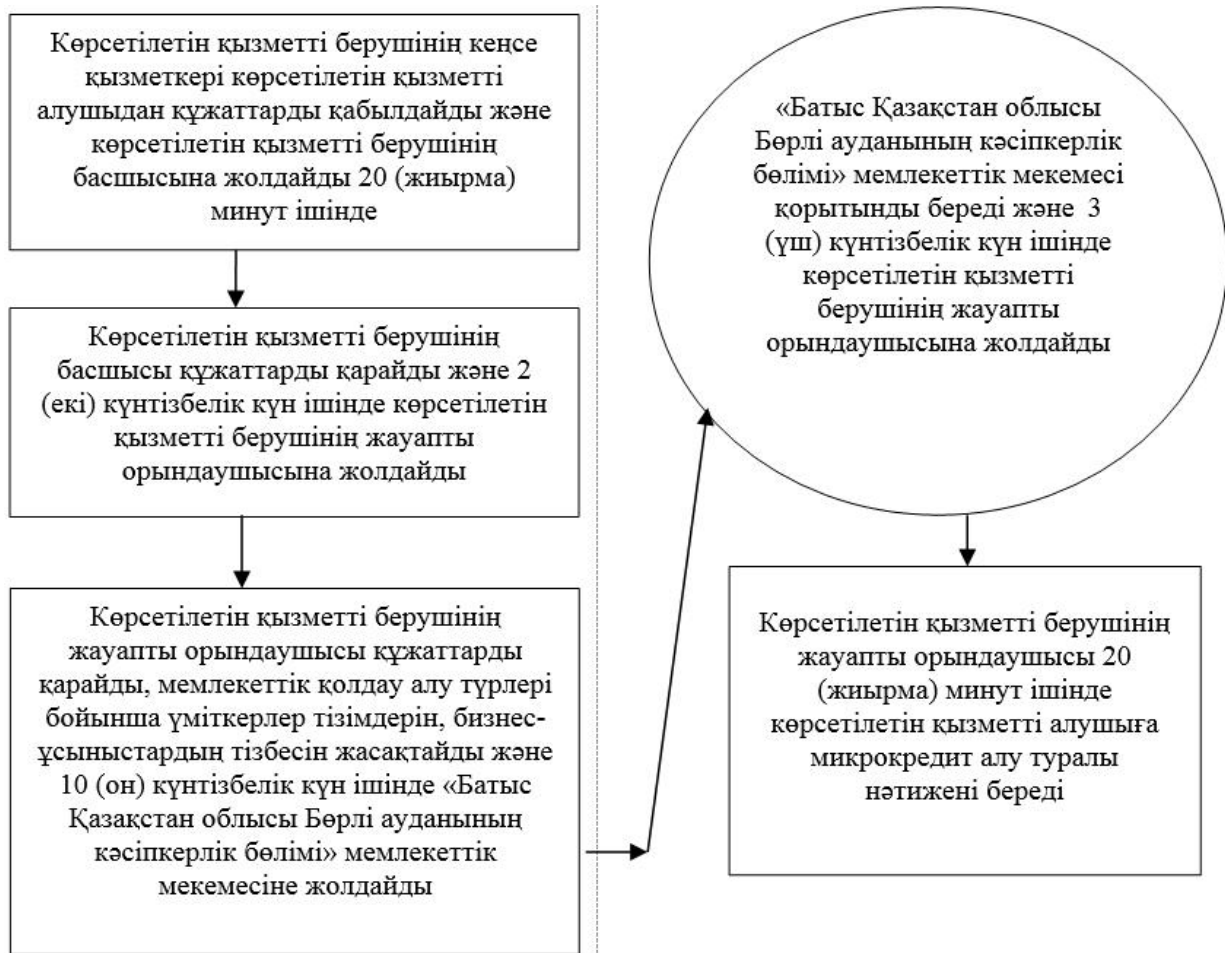 Көрсетілетін қызметті берушінің кеңсе
қызметкері көрсетілетін қызметті
алушыдан құжаттарды қабылдайды және
көрсетілетін қызметті берушінің
басшысына жолдайды 20 (жиырма)
минут ішінде
Көрсетілетін қызметті берушінің
басшысы құжаттарды қарайды және 2
(екі) күнтізбелік күн ішінде көрсетілетін
қызметті берушінің жауапты
орындаушысына жолдайды
Көрсетілетін қызметті берушінің
жауапты орындаушысы құжаттарды
қарайды, мемлекеттік қолдау алу түрлері
бойынша үміткерлер тізімдерін, бизнес-
ұсыныстардың тізбесін жасақтайды және
10 (он) күнтізбелік күн ішінде «Батыс
Қазақстан облысы Бөрлі ауданының
кәсіпкерлік бөлімі» мемлекеттік
мекемесіне жолдайды
«Батыс Қазақстан облысы
Бөрлі ауданының кәсіпкерлік
бөлімі» мемлекеттік мекемесі
қорытынды береді және 3
(үш) күнтізбелік күн ішінде
көрсетілетін қызметті
берушінің жауапты
орындаушысына жолдайды
Көрсетілетін қызметті берушінің
жауапты орындаушысы 20
(жиырма) минут ішінде
көрсетілетін қызметті алушыға
микрокредит алу туралы
нәтижені береді